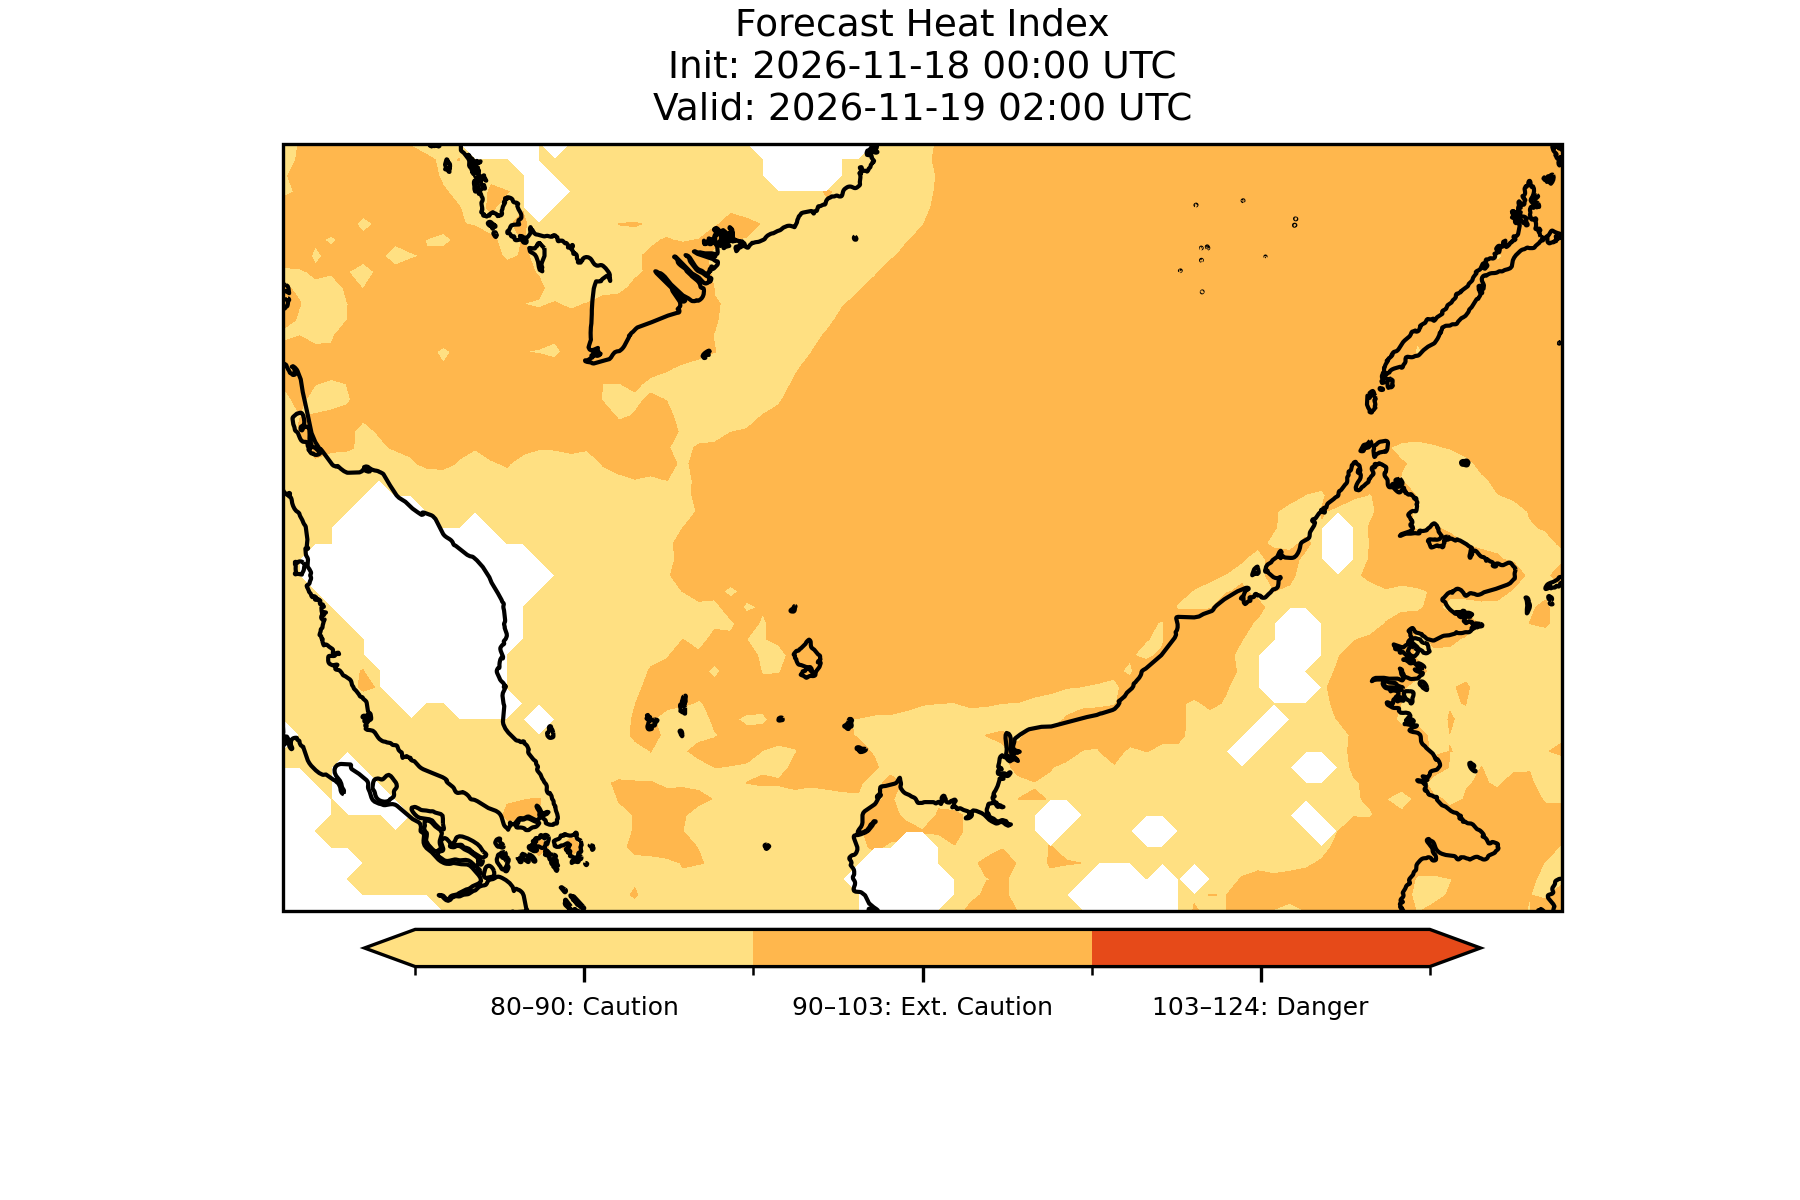 Forecast Heat Index
Init: 2026-11-18 00:00 UTC
Valid: 2026-11-19 02:00 UTC
80–90: Caution
90–103: Ext. Caution
103–124: Danger